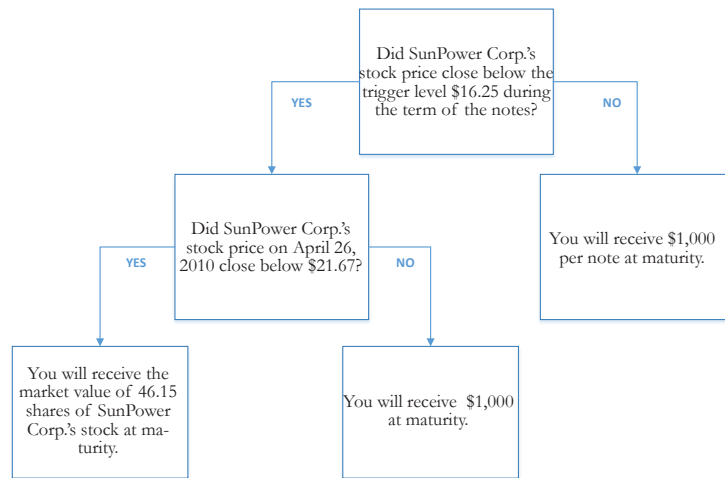 Did SunPower Corp.'s
stock price close below the
trigger level $16.25 during
the term of the notes?
YES
NO
Did SunPower Corp.'s
stock price on April 26,
2010 close below $21.67?
You will receive $1,000
per note at maturity.
YES
NO
You will receive the
market value of 46.15
shares of SunPower
Corp.'s stock at ma-
turity.
You will receive $1,000
at maturity.